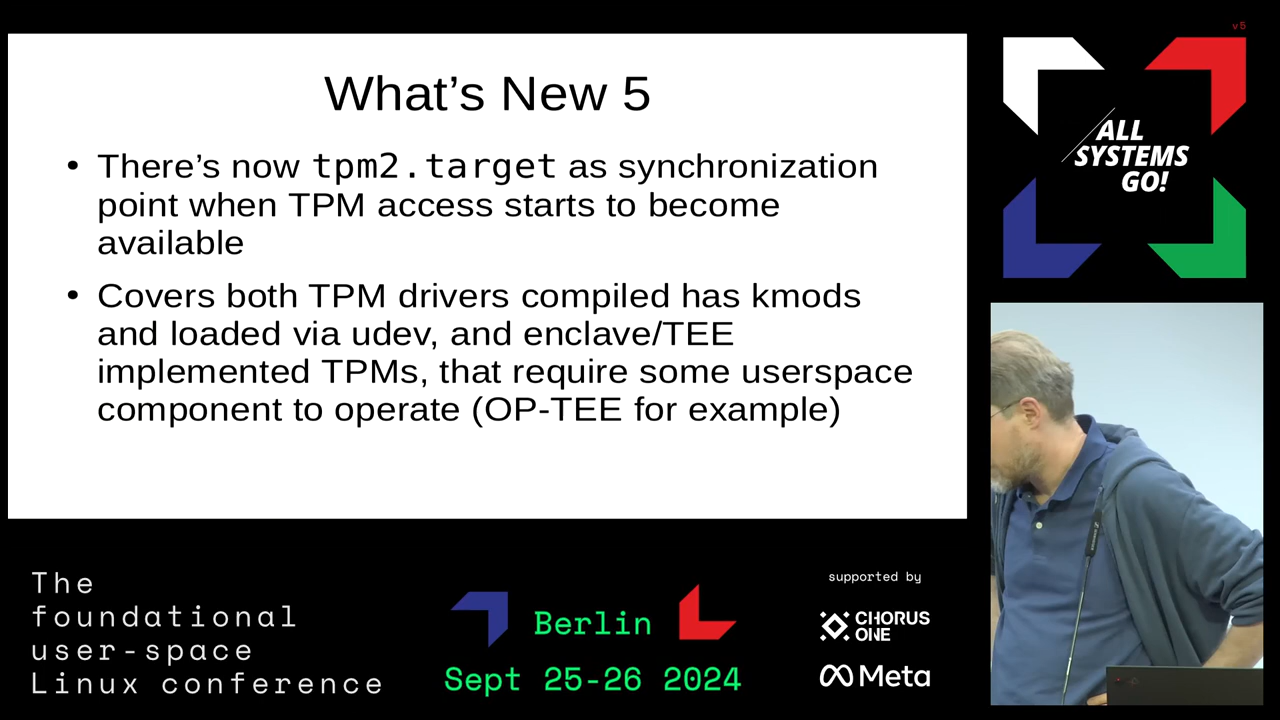 v5
What’s New 5
• There’s now tpm2.target as synchronization
point when TPM access starts to become
available
• Covers both TPM drivers compiled has kmods
and loaded via udev, and enclave/TEE
implemented TPMs, that require some userspace
component to operate (OP-TEE for example)
ALL
SYSTEMS
GO!
The
foundational
user-space
Linux conference
Berlin
Sept 25-26 2024
supported by
CHORUS
ONE
Meta